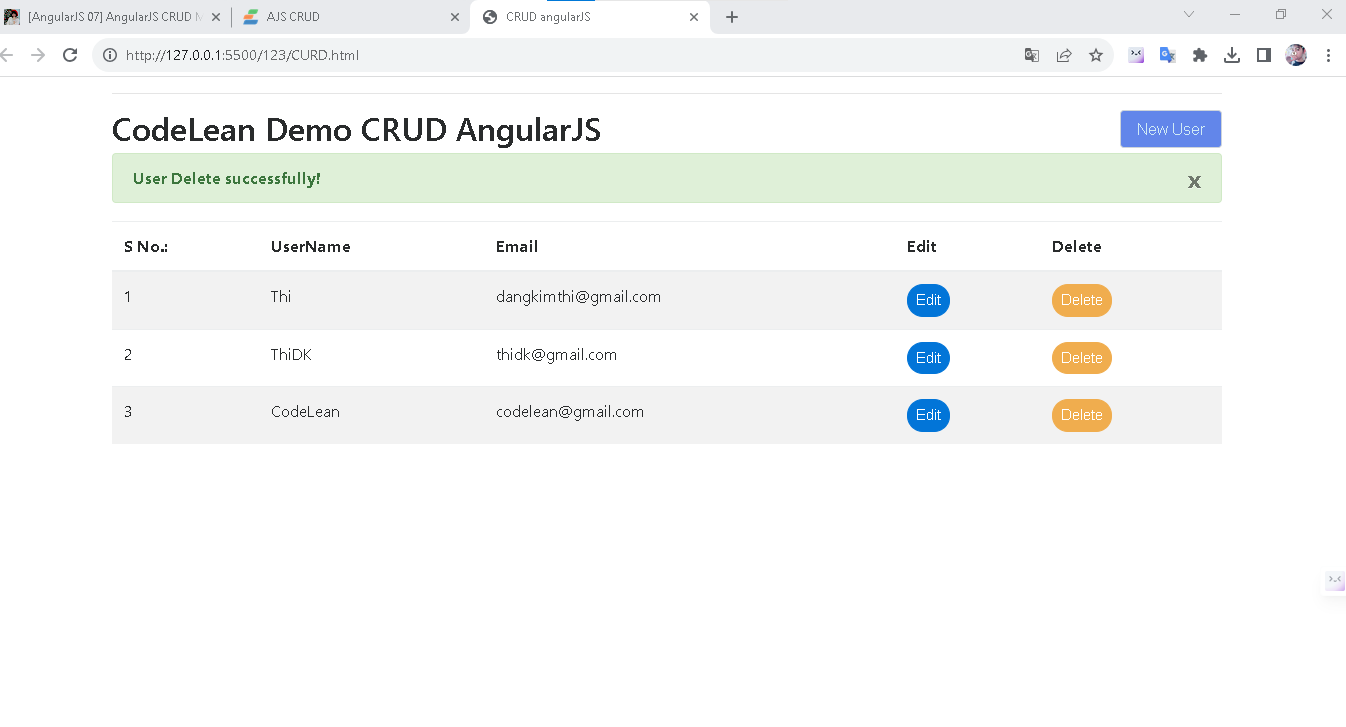 [AngularJS 07] AngularJS CRUD
AJS CRUD
CRUD angularJS
http://127.0.0.1:5500/123/CURD.html
CodeLean Demo CRUD AngularJS
New User
User Delete successfully!
x
S No.: UserName Email Edit Delete
1 Thi dangkimthi@gmail.com Edit Delete
2 ThiDK thidk@gmail.com Edit Delete
3 CodeLean codelean@gmail.com Edit Delete